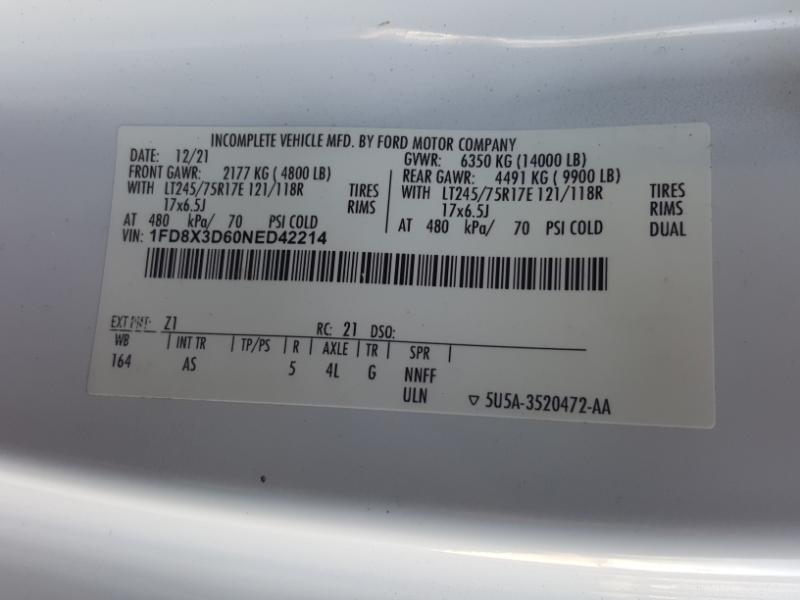 INCOMPLETE VEHICLE MFD. BY FORD MOTOR COMPANY
DATE: 12/21 GVWR: 6350 KG (14000 LB)
FRONT GAWR: 2177 KG ( 4800 LB) REAR GAWR: 4491 KG ( 9900 LB)
WITH LT245/75R17E 121/118R TIRES WITH LT245/75R17E 121/118R TIRES
17x6.5J RIMS 17x6.5J RIMS
AT 480 kPa/ 70 PSI COLD AT 480 kPa/ 70 PSI COLD DUAL
VIN: 1FD8X3D60NED42214
EXT PNT: Z1 RC: 21 DSO:
WB INT TR TP/PS R AXLE TR SPR
164 AS 5 4L G NNFF
ULN ▽ 5U5A-3520472-AA